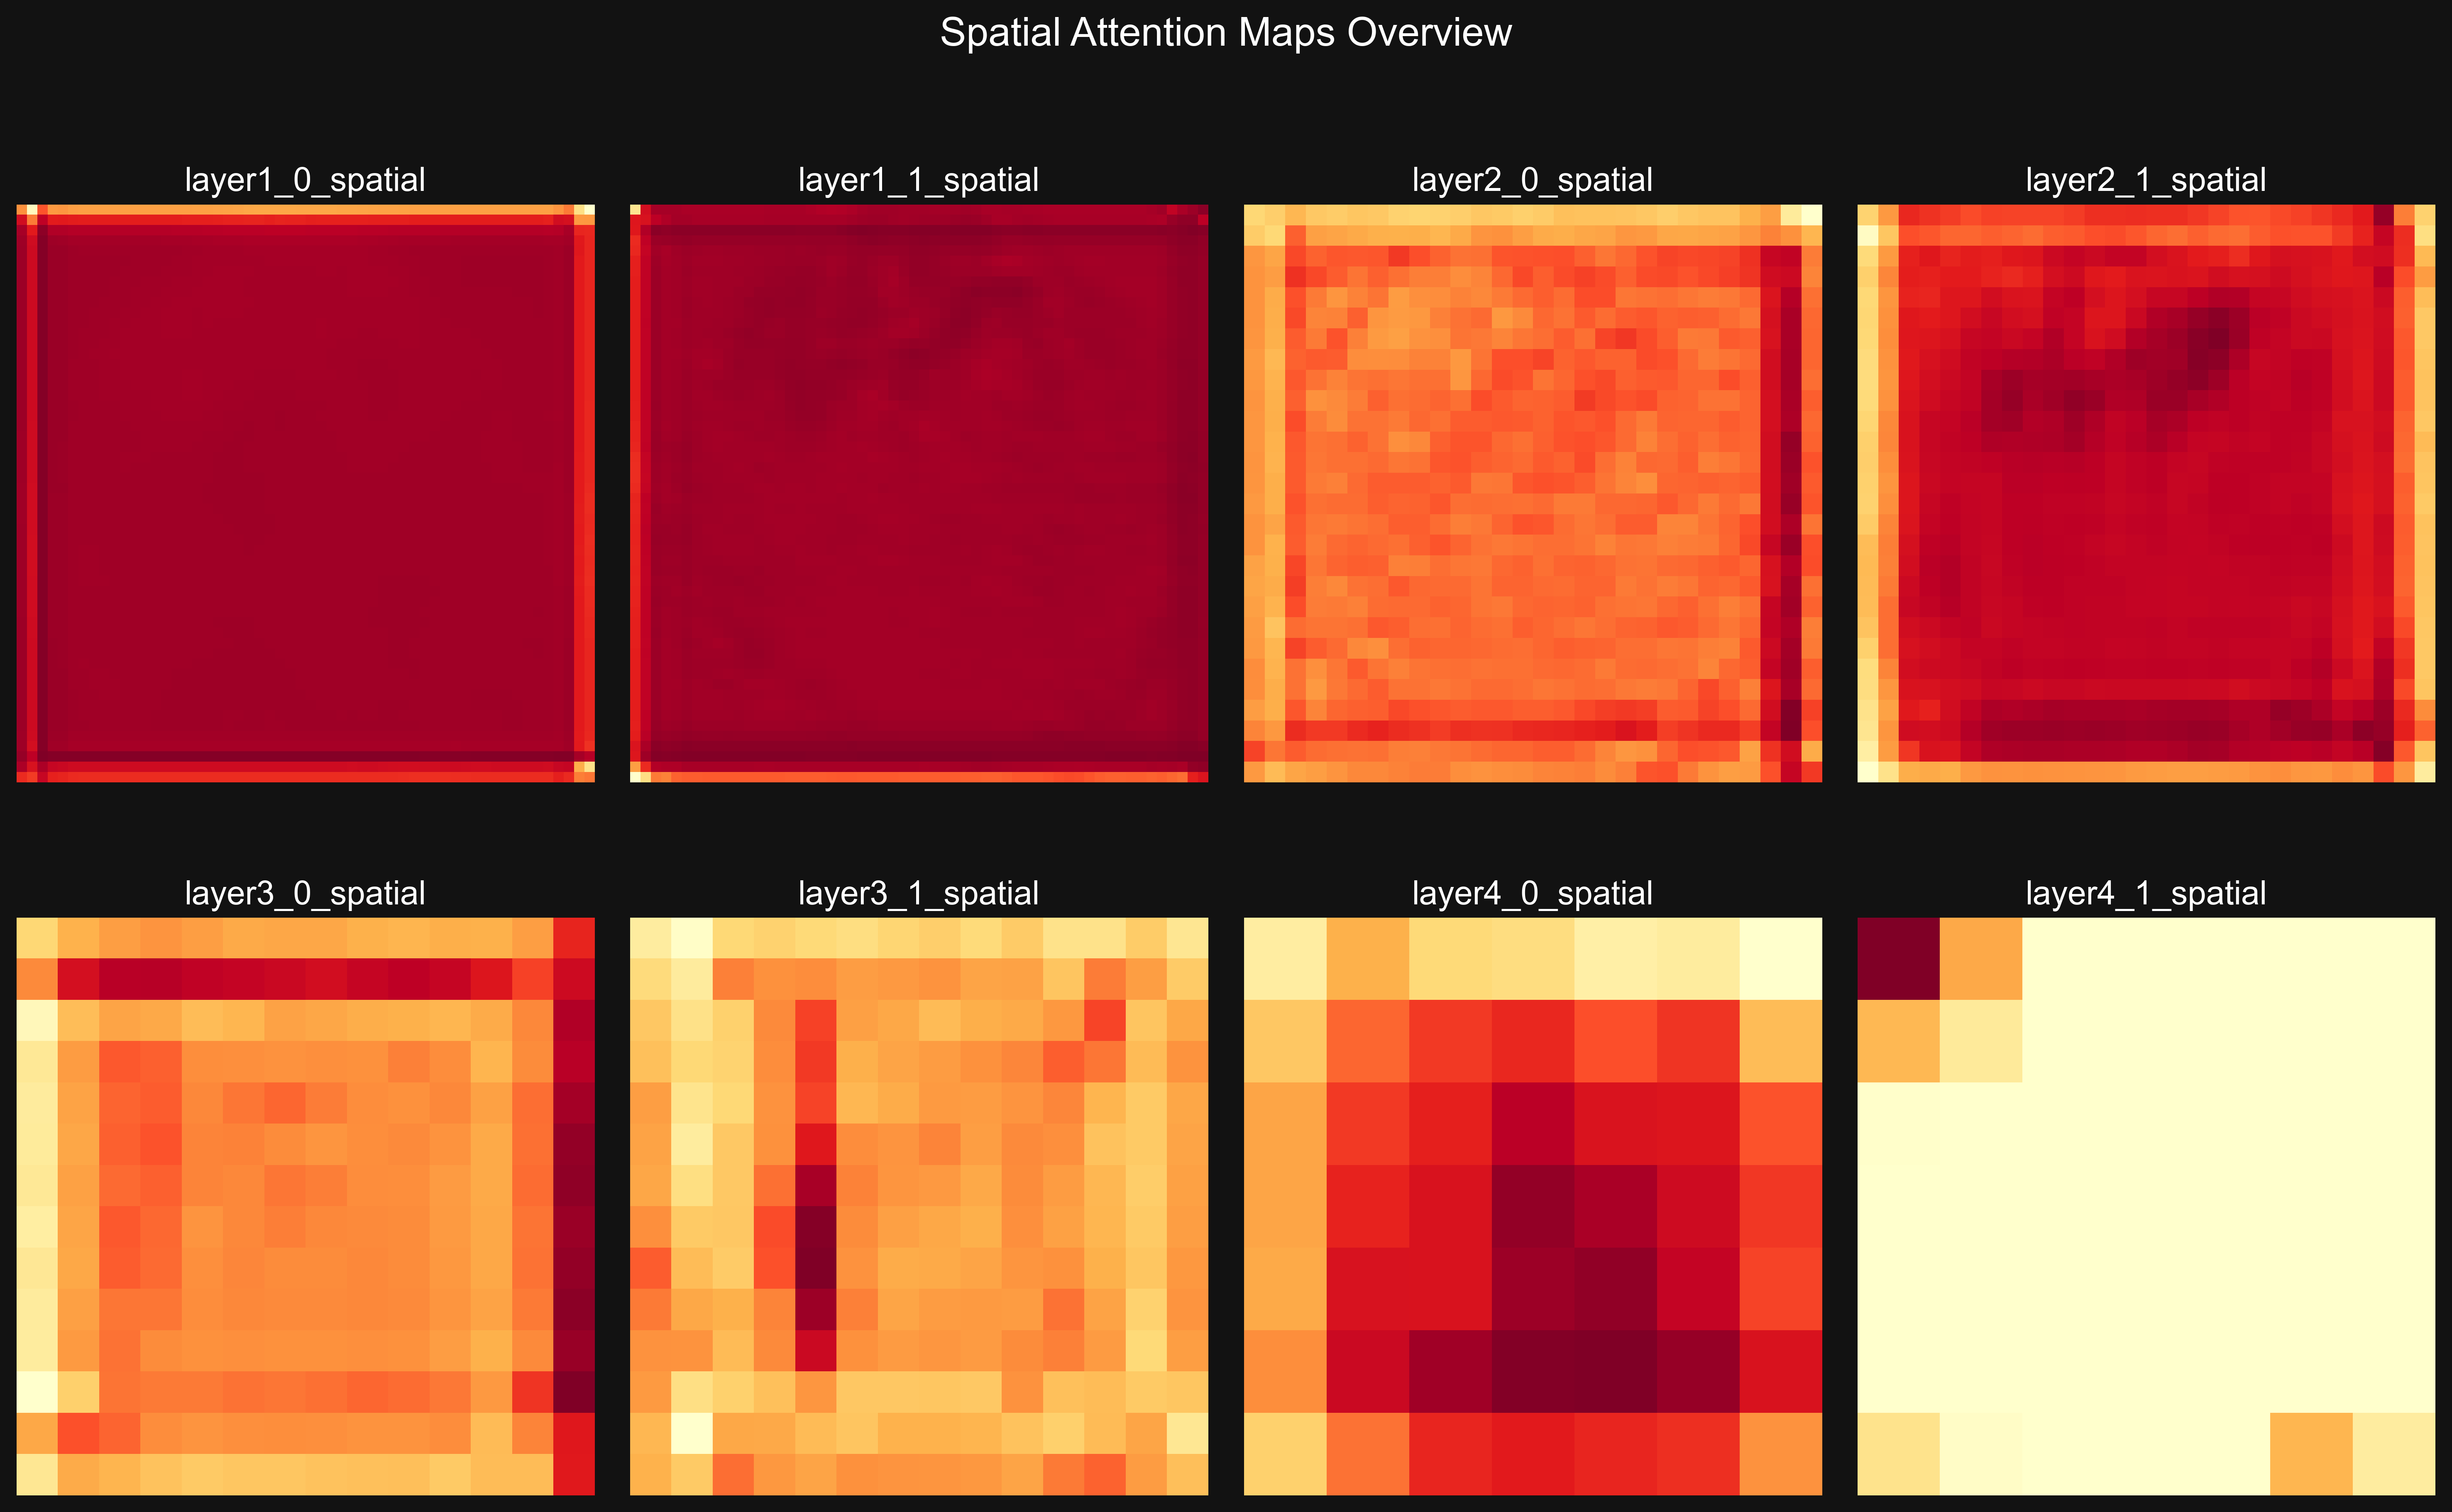 Spatial Attention Maps Overview
layer1_0_spatial
layer1_1_spatial
layer2_0_spatial
layer2_1_spatial
layer3_0_spatial
layer3_1_spatial
layer4_0_spatial
layer4_1_spatial